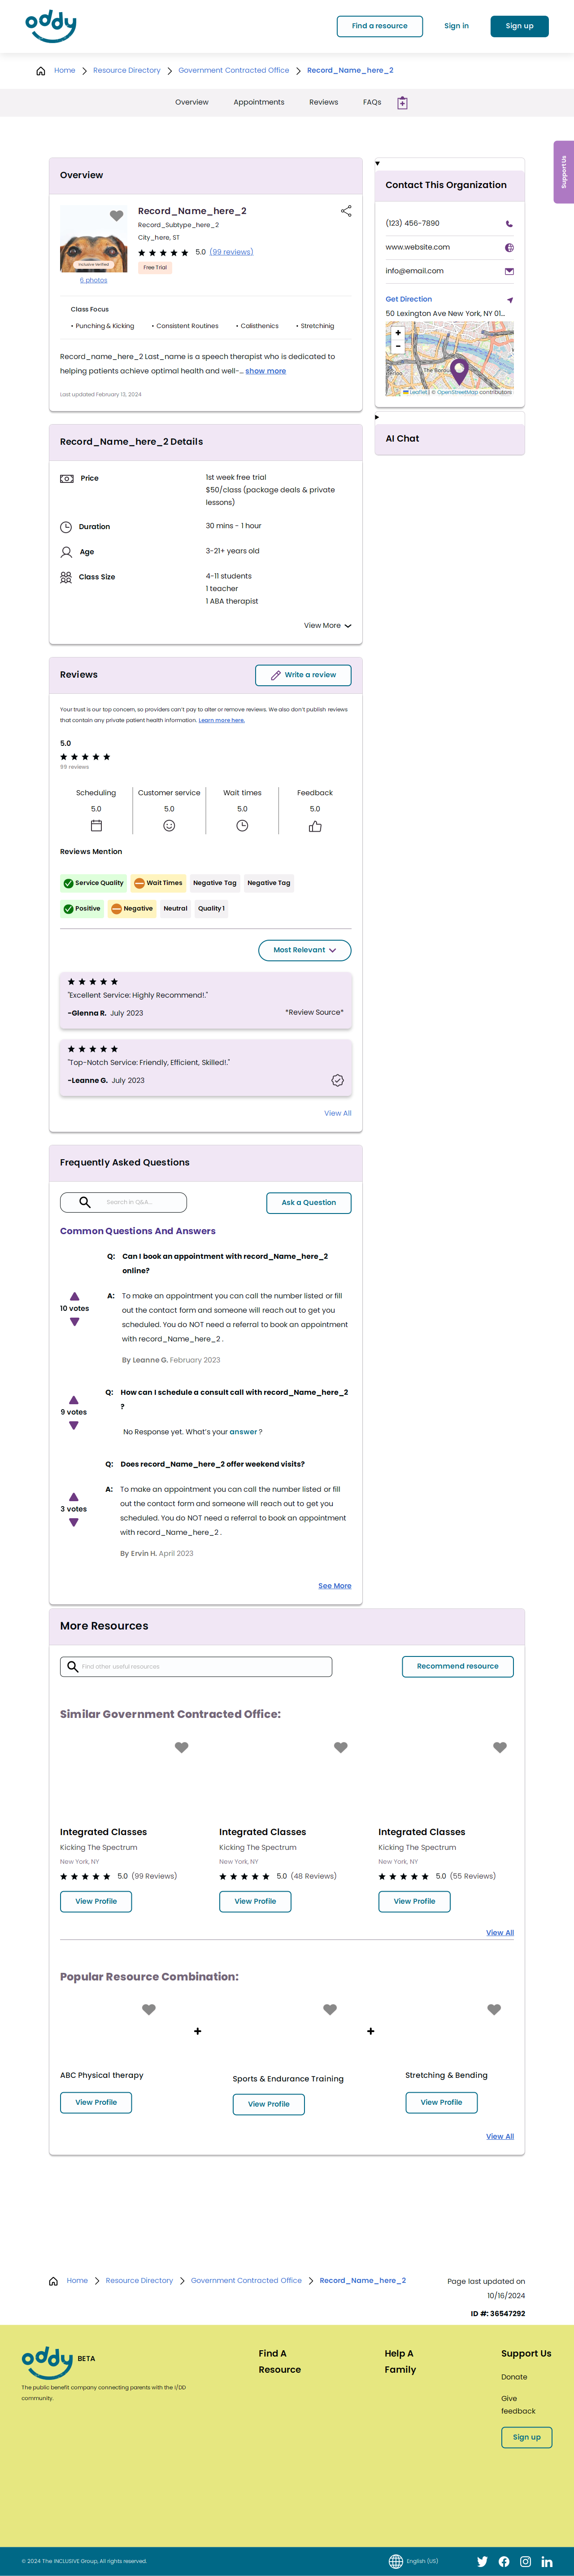 oddy
Find a resource
Sign in
Sign up
Home
Resource Directory
Government Contracted Office
Record_Name_here_2
Overview
Appointments
Reviews
FAQs
Support Us
Overview
Inclusive Verified
6 photos
Record_Name_here_2
Record_Subtype_here_2
City_here, ST
5.0 (99 reviews)
Free Trial
Class Focus
• Punching & Kicking
• Consistent Routines
• Calisthenics
• Stretchinig
Record_name_here_2 Last_name is a speech therapist who is dedicated to
helping patients achieve optimal health and well-... show more
Last updated February 13, 2024
Contact This Organization
(123) 456-7890
www.website.com
info@email.com
Get Direction
50 Lexington Ave New York, NY 01...
+
−
Leaflet | © OpenStreetMap contributors
AI Chat
Record_Name_here_2 Details
Price
1st week free trial
$50/class (package deals & private
lessons)
Duration
30 mins - 1 hour
Age
3-21+ years old
Class Size
4-11 students
1 teacher
1 ABA therapist
View More
Reviews
Write a review
Your trust is our top concern, so providers can't pay to alter or remove reviews. We also don't publish reviews
that contain any private patient health information. Learn more here.
5.0
99 reviews
Scheduling
5.0
Customer service
5.0
Wait times
5.0
Feedback
5.0
Reviews Mention
Service Quality
Wait Times
Negative Tag
Negative Tag
Positive
Negative
Neutral
Quality 1
Most Relevant
"Excellent Service: Highly Recommend!."
-Glenna R. July 2023
*Review Source*
"Top-Notch Service: Friendly, Efficient, Skilled!."
-Leanne G. July 2023
View All
Frequently Asked Questions
Search in Q&A...
Ask a Question
Common Questions And Answers
10 votes
Q: Can I book an appointment with record_Name_here_2
online?
A: To make an appointment you can call the number listed or fill
out the contact form and someone will reach out to get you
scheduled. You do NOT need a referral to book an appointment
with record_Name_here_2 .
By Leanne G. February 2023
9 votes
Q: How can I schedule a consult call with record_Name_here_2
?
No Response yet. What's your answer ?
3 votes
Q: Does record_Name_here_2 offer weekend visits?
A: To make an appointment you can call the number listed or fill
out the contact form and someone will reach out to get you
scheduled. You do NOT need a referral to book an appointment
with record_Name_here_2 .
By Ervin H. April 2023
See More
More Resources
Find other useful resources
Recommend resource
Similar Government Contracted Office:
Integrated Classes
Kicking The Spectrum
New York, NY
5.0 (99 Reviews)
View Profile
Integrated Classes
Kicking The Spectrum
New York, NY
5.0 (48 Reviews)
View Profile
Integrated Classes
Kicking The Spectrum
New York, NY
5.0 (55 Reviews)
View Profile
View All
Popular Resource Combination:
ABC Physical therapy
View Profile
+
Sports & Endurance Training
View Profile
+
Stretching & Bending
View Profile
View All
Home
Resource Directory
Government Contracted Office
Record_Name_here_2
Page last updated on
10/16/2024
ID #: 36547292
oddy BETA
The public benefit company connecting parents with the I/DD
community.
Find A
Resource
Help A
Family
Support Us
Donate
Give
feedback
Sign up
© 2024 The INCLUSIVE Group, All rights reserved.
English (US)